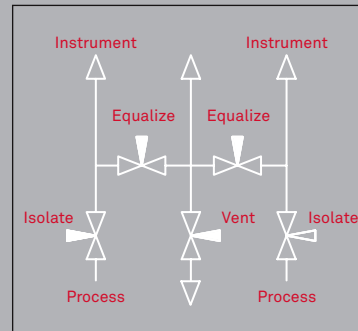 Instrument Instrument
Equalize Equalize
Isolate Vent Isolate
Process Process